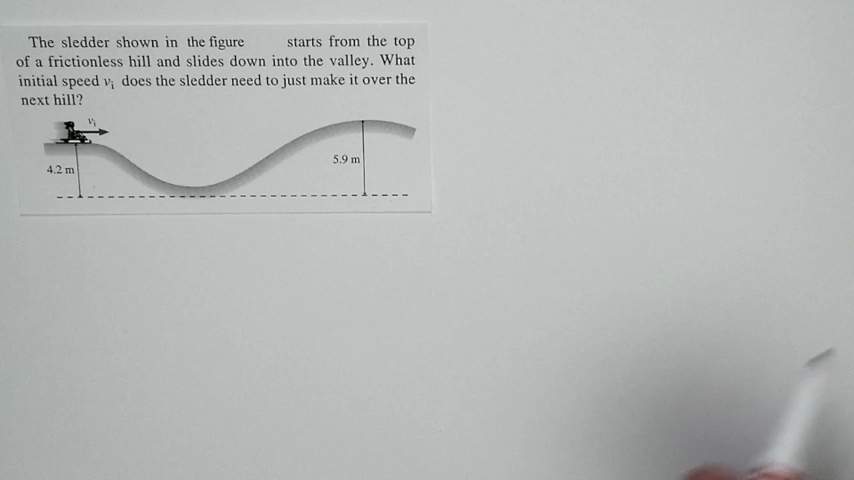 The sledder shown in the figure starts from the top
of a frictionless hill and slides down into the valley. What
initial speed vi does the sledder need to just make it over the
next hill?
vi
4.2 m
5.9 m